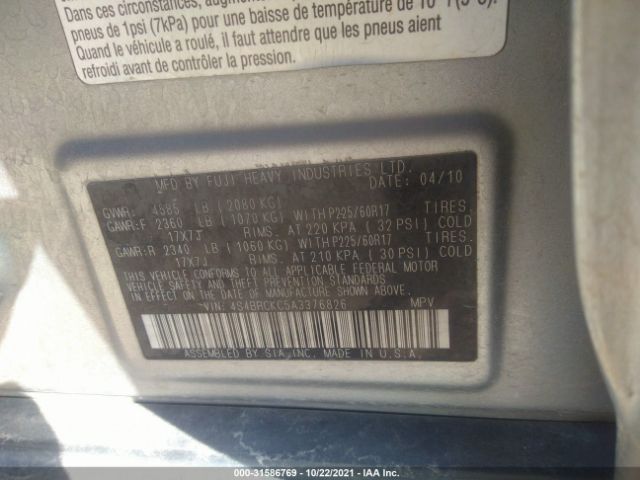 Dans ces circonstances, augmente
pneus de 1psi (7kPa) pour une baisse de température de 10°F(5°C).
Quand le véhicule a roulé, il faut attendre que les pneus aient
refroidi avant de contrôler la pression.
MFD BY FUJI HEAVY INDUSTRIES LTD.
DATE: 04/10
GVWR: 4585 LB ( 2080 KG)
GAWR:F 2360 LB ( 1070 KG) WITH P225/60R17 TIRES.
17X7J RIMS. AT 220 KPA ( 32 PSI) COLD
GAWR:R 2340 LB ( 1060 KG) WITH P225/60R17 TIRES.
17X7J RIMS. AT 210 KPA ( 30 PSI) COLD
THIS VEHICLE CONFORMS TO ALL APPLICABLE FEDERAL MOTOR
VEHICLE SAFETY AND THEFT PREVENTION STANDARDS
IN EFFECT ON THE DATE OF MANUFACTURE SHOWN ABOVE.
VIN: 4S4BRCKC5A3376826 MPV
ASSEMBLED BY SIA,INC. MADE IN U.S.A.
000-31586769 - 10/22/2021 - IAA Inc.